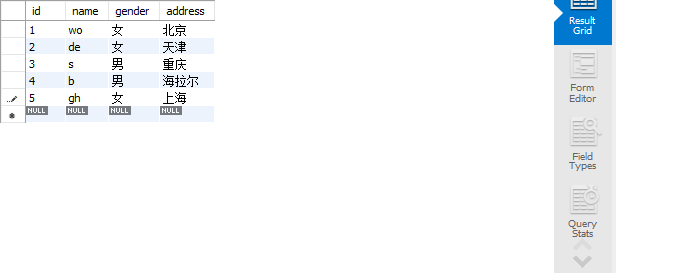 id name gender address
1 wo 女 北京
2 de 女 天津
3 s 男 重庆
4 b 男 海拉尔
5 gh 女 上海
NULL NULL NULL NULL
Result
Grid
Form
Editor
Field
Types
Query
Stats